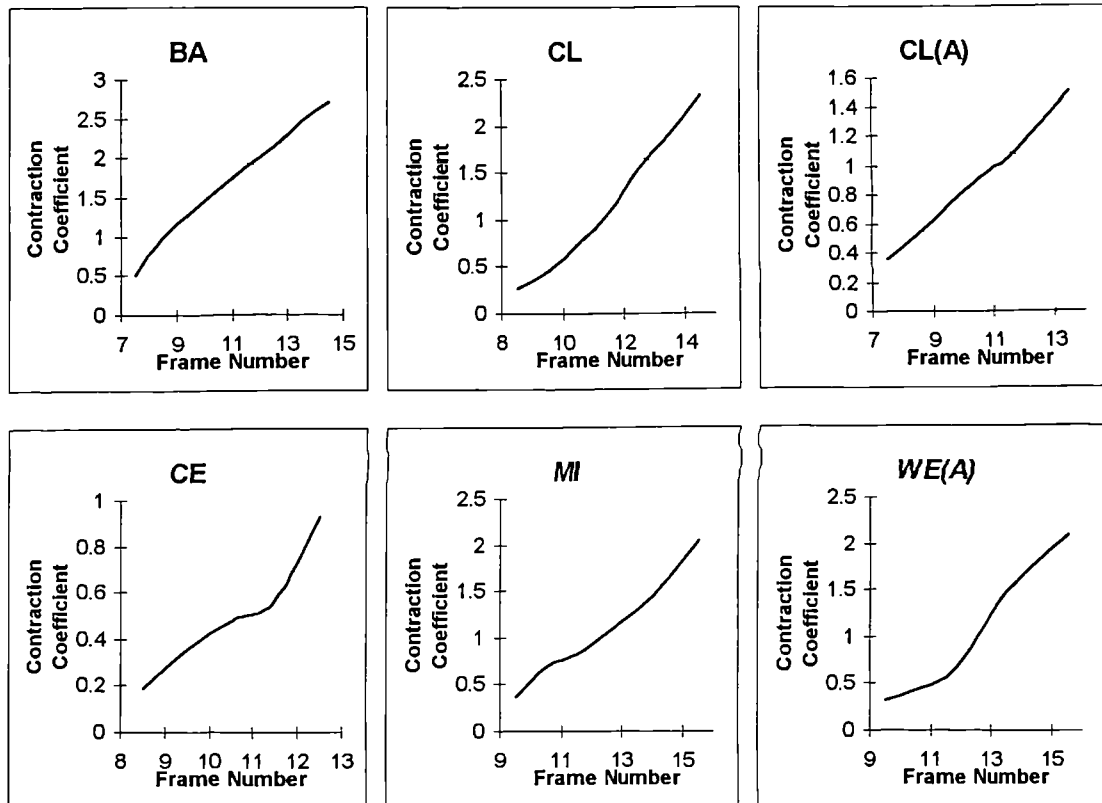 BA
Contraction
Coefficient
3
2.5
2
1.5
1
0.5
0
7 9 11 13 15
Frame Number
CL
Contraction
Coefficient
2.5
2
1.5
1
0.5
0
8 10 12 14
Frame Number
CL(A)
Contraction
Coefficient
1.6
1.4
1.2
1
0.8
0.6
0.4
0.2
0
7 9 11 13
Frame Number
CE
Contraction
Coefficient
1
0.8
0.6
0.4
0.2
0
8 9 10 11 12 13
Frame Number
MI
Contraction
Coefficient
2.5
2
1.5
1
0.5
0
9 11 13 15
Frame Number
WE(A)
Contraction
Coefficient
2.5
2
1.5
1
0.5
0
9 11 13 15
Frame Number